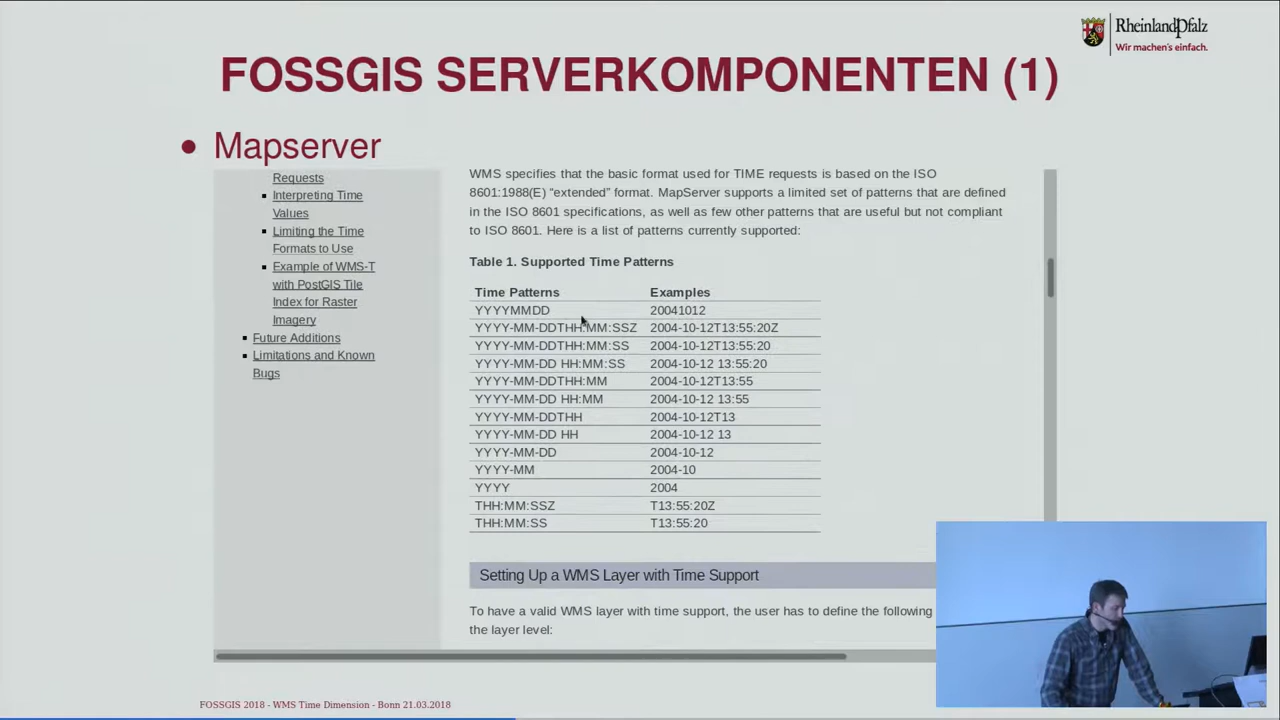 RheinlandPfalz
Wir machen's einfach.
FOSSGIS SERVERKOMPONENTEN (1)
• Mapserver
Requests
Interpreting Time
Values
Limiting the Time
Formats to Use
Example of WMS-T
with PostGIS Tile
Index for Raster
Imagery
Future Additions
Limitations and Known
Bugs
WMS specifies that the basic format used for TIME requests is based on the ISO
8601:1988(E) “extended” format. MapServer supports a limited set of patterns that are defined
in the ISO 8601 specifications, as well as few other patterns that are useful but not compliant
to ISO 8601. Here is a list of patterns currently supported:
Table 1. Supported Time Patterns
Time Patterns Examples
YYYYMMDD 20041012
YYYY-MM-DDTHH:MM:SSZ 2004-10-12T13:55:20Z
YYYY-MM-DDTHH:MM:SS 2004-10-12T13:55:20
YYYY-MM-DD HH:MM:SS 2004-10-12 13:55:20
YYYY-MM-DDTHH:MM 2004-10-12T13:55
YYYY-MM-DD HH:MM 2004-10-12 13:55
YYYY-MM-DDTHH 2004-10-12T13
YYYY-MM-DD HH 2004-10-12 13
YYYY-MM-DD 2004-10-12
YYYY-MM 2004-10
YYYY 2004
THH:MM:SSZ T13:55:20Z
THH:MM:SS T13:55:20
Setting Up a WMS Layer with Time Support
To have a valid WMS layer with time support, the user has to define the following
the layer level:
FOSSGIS 2018 - WMS Time Dimension - Bonn 21.03.2018